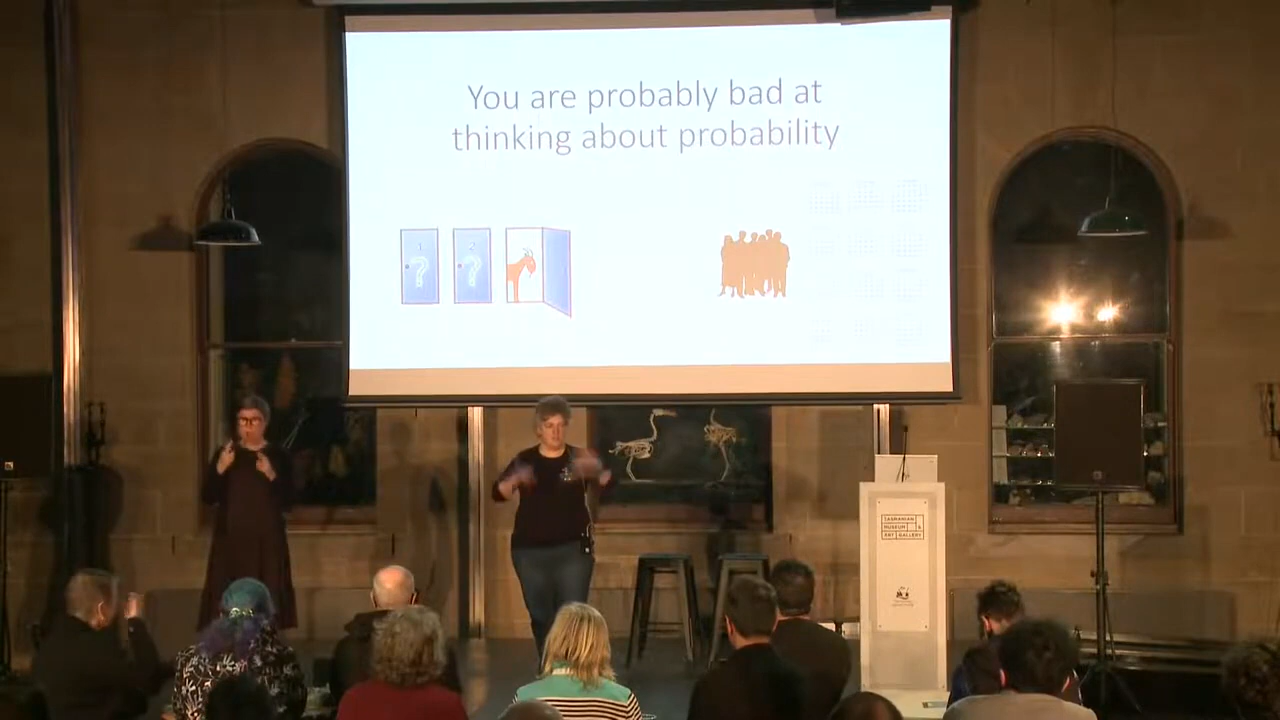 You are probably bad at
thinking about probability
1
?
2
?
TASMANIAN
MUSEUM &
ART GALLERY